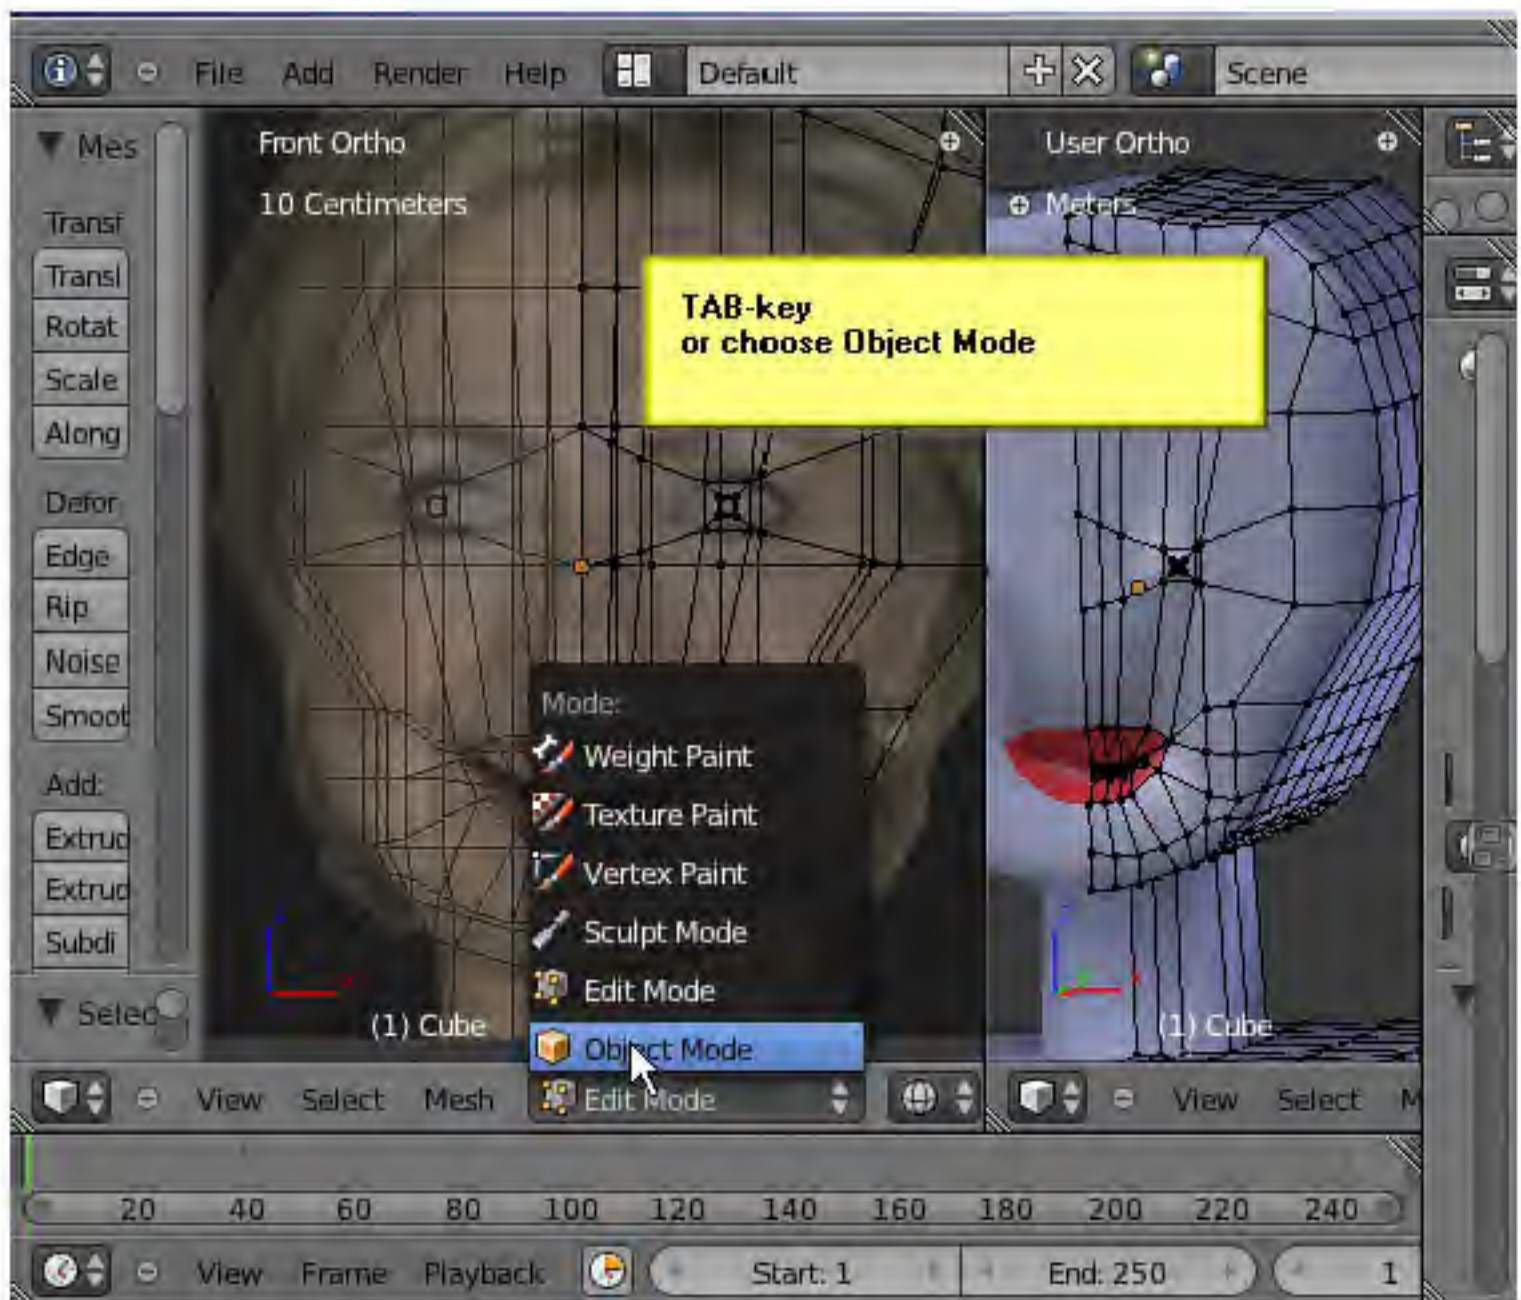 File Add Render Help Default Scene
Mes
Transf
Transl
Rotat
Scale
Along
Defor
Edge
Rip
Noise
Smoot
Add:
Extrud
Extrud
Subdi
Selec
Front Ortho
10 Centimeters
User Ortho
Meters
TAB-key
or choose Object Mode
Mode:
Weight Paint
Texture Paint
Vertex Paint
Sculpt Mode
Edit Mode
Object Mode
(1) Cube
(1) Cube
View Select Mesh Edit Mode View Select M
20 40 60 80 100 120 140 160 180 200 220 240
View Frame Playback Start: 1 End: 250 1